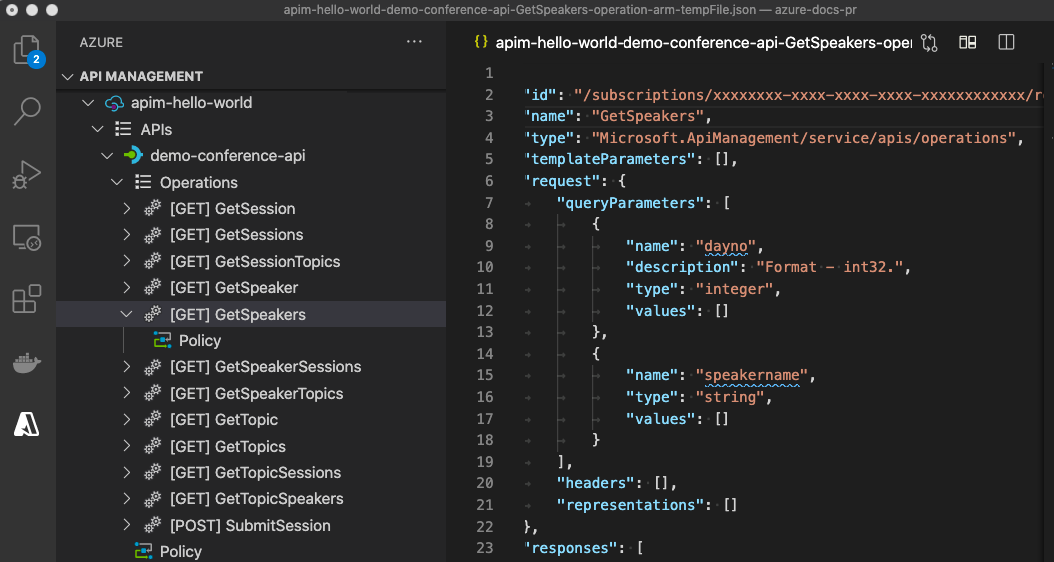 apim-hello-world-demo-conference-api-GetSpeakers-operation-arm-tempFile.json — azure-docs-pr
2
AZURE
...
API MANAGEMENT
apim-hello-world
APIs
demo-conference-api
Operations
[GET] GetSession
[GET] GetSessions
[GET] GetSessionTopics
[GET] GetSpeaker
[GET] GetSpeakers
Policy
[GET] GetSpeakerSessions
[GET] GetSpeakerTopics
[GET] GetTopic
[GET] GetTopics
[GET] GetTopicSessions
[GET] GetTopicSpeakers
[POST] SubmitSession
Policy
{} apim-hello-world-demo-conference-api-GetSpeakers-oper
1
2 "id": "/subscriptions/xxxxxxxx-xxxx-xxxx-xxxx-xxxxxxxxxxxx/r
3 "name": "GetSpeakers",
4 "type": "Microsoft.ApiManagement/service/apis/operations",
5 "templateParameters": [],
6 "request": {
7 "queryParameters": [
8 {
9 "name": "dayno",
10 "description": "Format - int32.",
11 "type": "integer",
12 "values": []
13 },
14 {
15 "name": "speakername",
16 "type": "string",
17 "values": []
18 }
19 ],
20 "headers": [],
21 "representations": []
22 },
23 "responses": [